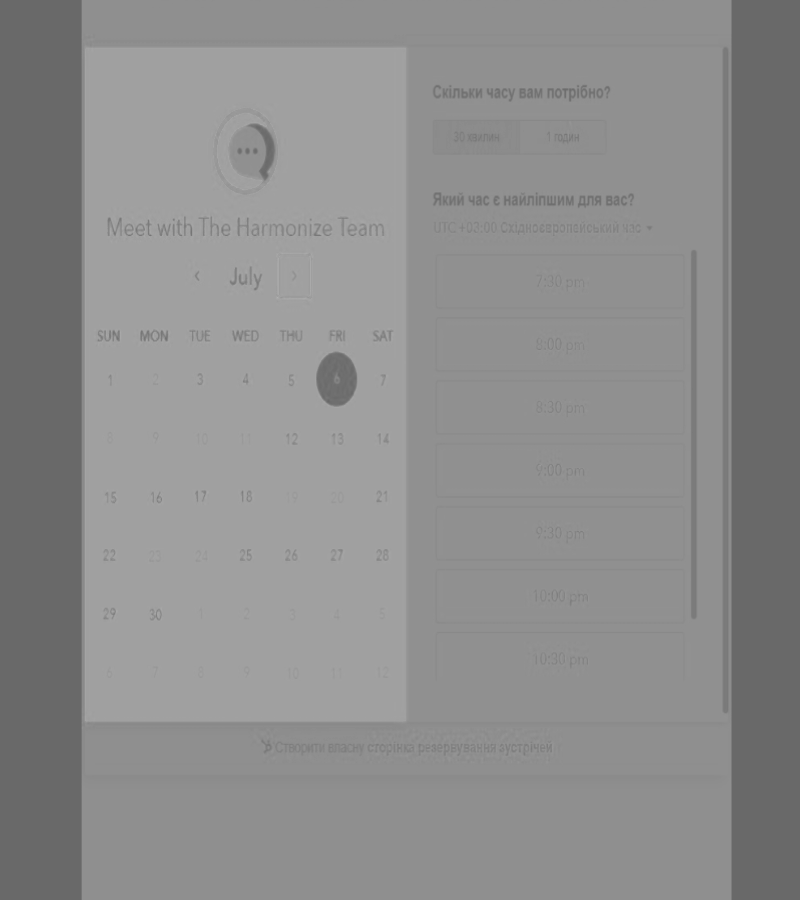 Meet with The Harmonize Team
July
SUN MON TUE WED THU FRI SAT
1 2 3 4 5 6 7
8 9 10 11 12 13 14
15 16 17 18 19 20 21
22 23 24 25 26 27 28
29 30 1 2 3 4 5
6 7 8 9 10 11 12
Скільки часу вам потрібно?
30 хвилин 1 годин
Який час є найліпшим для вас?
UTC +03:00 Східноєвропейський час
7:30 pm
8:00 pm
8:30 pm
9:00 pm
9:30 pm
10:00 pm
10:30 pm
Створити власну сторінка резервування зустрічей